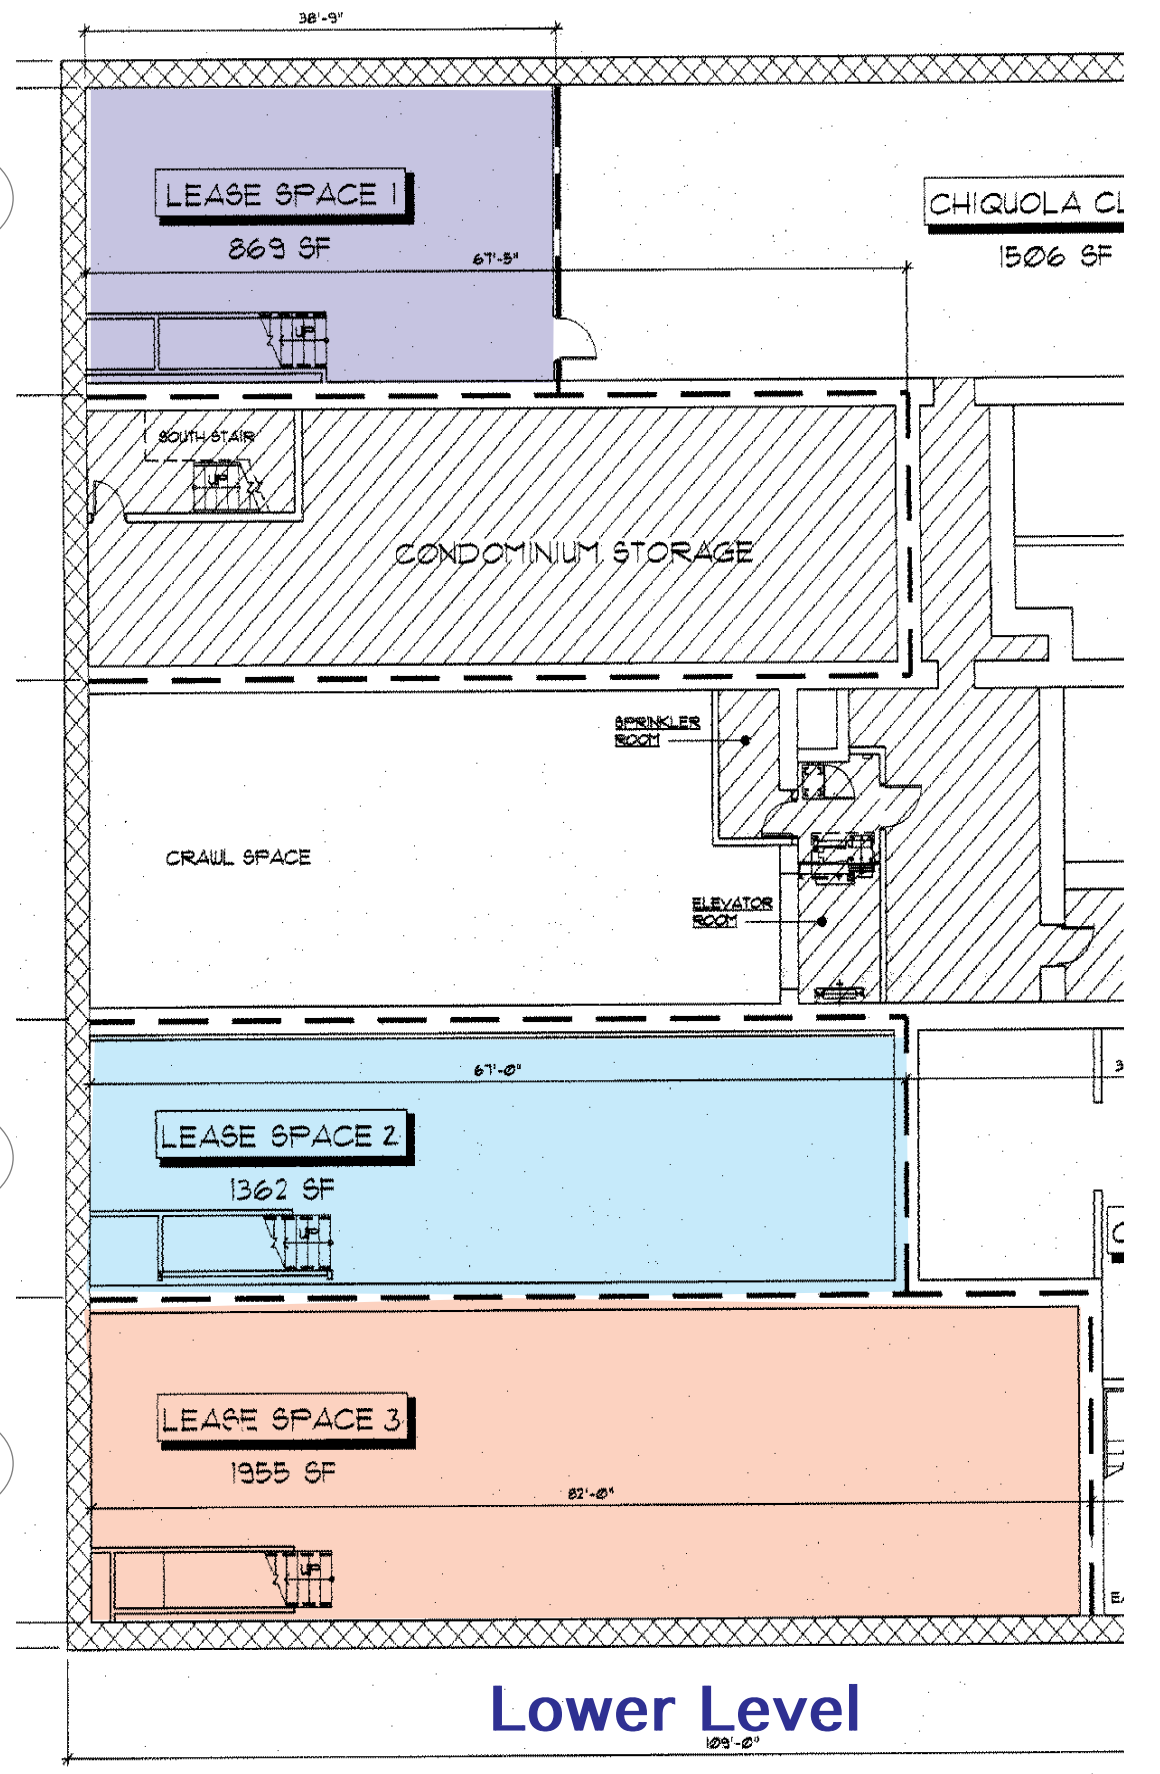 38'-9"
LEASE SPACE 1
869 SF
CHIQUOLA CL
1506 SF
67'-5"
UP
SOUTH STAIR
UP
CONDOMINIUM STORAGE
SPRINKLER
ROOM
CRAWL SPACE
ELEVATOR
ROOM
67'-0"
LEASE SPACE 2
1362 SF
UP
LEASE SPACE 3
1955 SF
82'-0"
UP
Lower Level
109'-0"